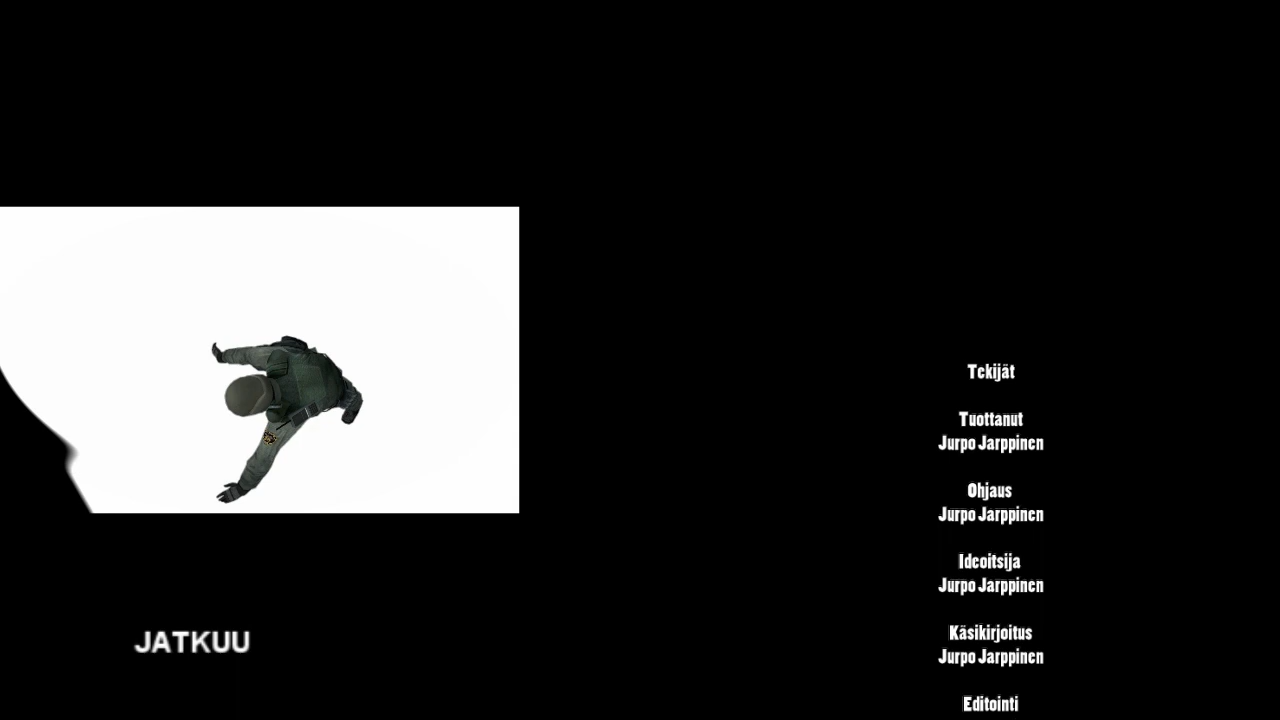 Tekijät
Tuottanut
Jurpo Jarppinen
Ohjaus
Jurpo Jarppinen
Ideoitsija
Jurpo Jarppinen
Käsikirjoitus
Jurpo Jarppinen
Editointi
JATKUU